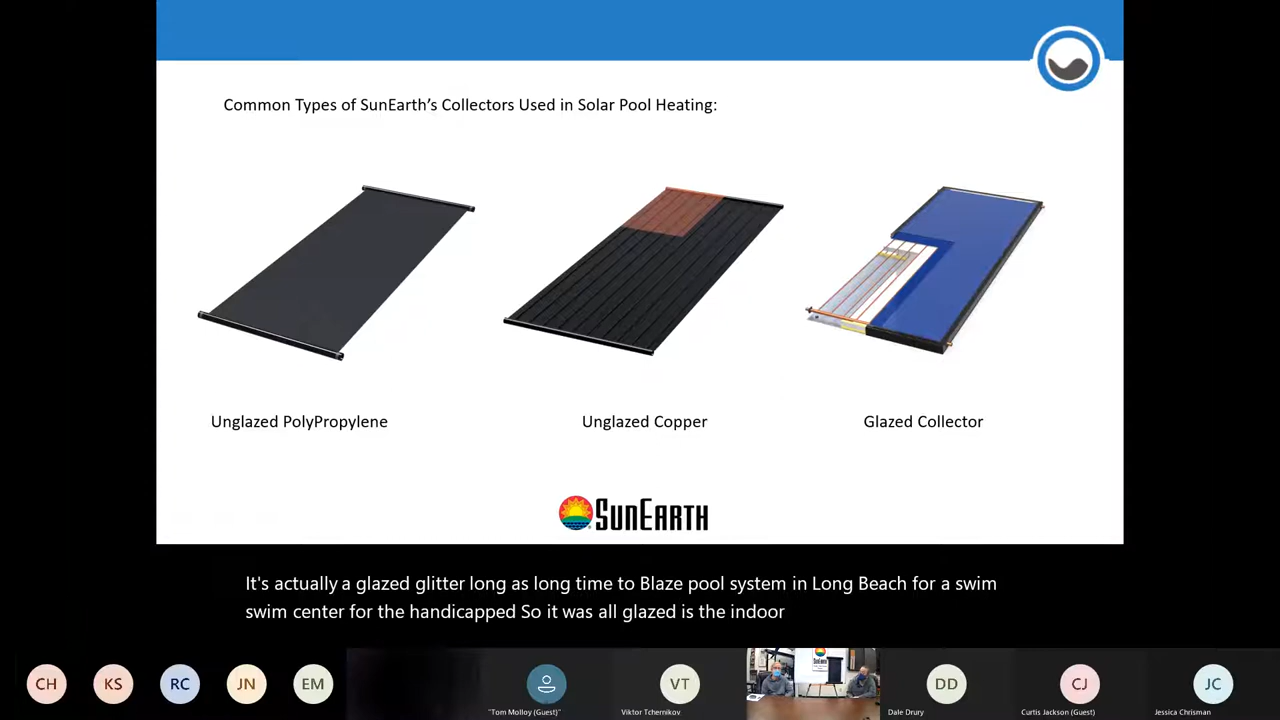 Common Types of SunEarth’s Collectors Used in Solar Pool Heating:
Unglazed PolyPropylene
Unglazed Copper
Glazed Collector
SUNEARTH
It's actually a glazed glitter long as long time to Blaze pool system in Long Beach for a swim
swim center for the handicapped So it was all glazed is the indoor
CH
KS
RC
JN
EM
VT
DD
CJ
JC
"Tom Molloy (Guest)"
Viktor Tchernikov
Dale Drury
Curtis Jackson (Guest)
Jessica Chrisman